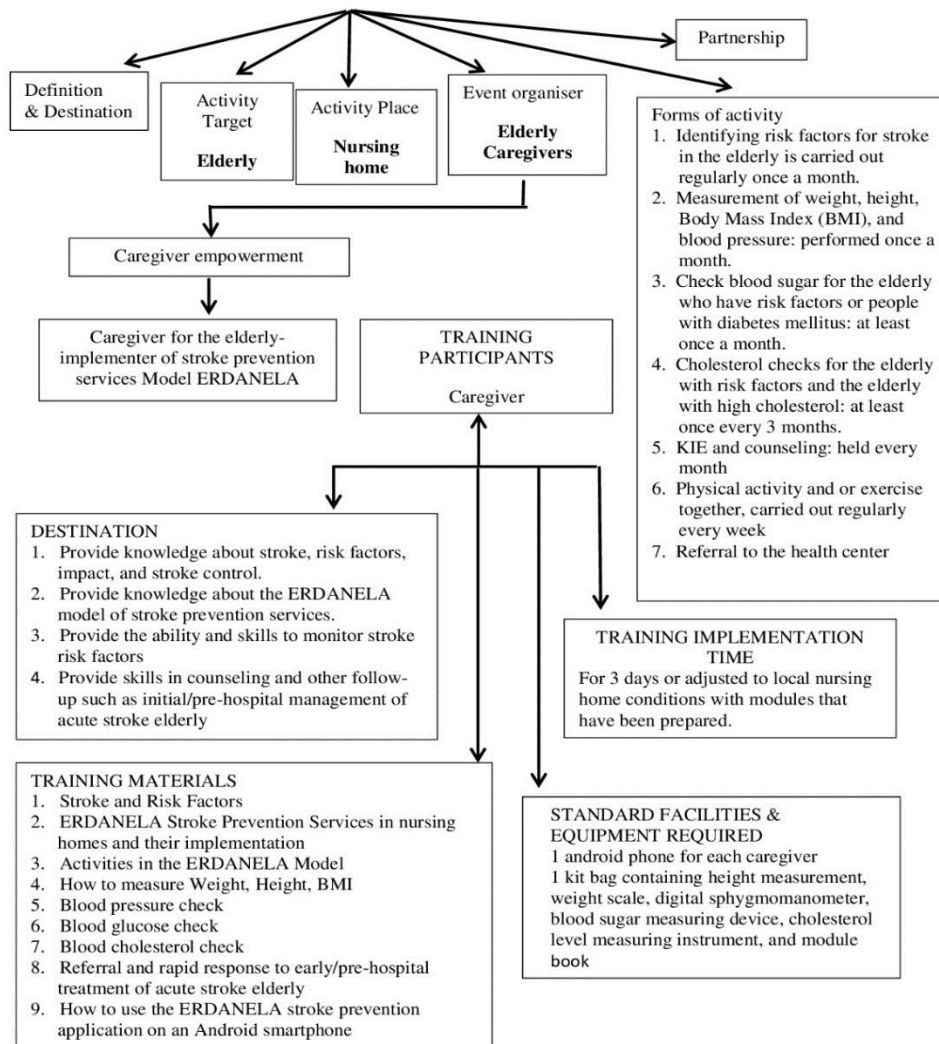 Partnership
Definition
& Destination
Activity
Target
Elderly
Activity Place
Nursing
home
Event organiser
Elderly
Caregivers
Forms of activity
1. Identifying risk factors for stroke
in the elderly is carried out
regularly once a month.
2. Measurement of weight, height,
Body Mass Index (BMI), and
blood pressure: performed once a
month.
3. Check blood sugar for the elderly
who have risk factors or people
with diabetes mellitus: at least
once a month.
4. Cholesterol checks for the elderly
with risk factors and the elderly
with high cholesterol: at least
once every 3 months.
5. KIE and counseling: held every
month
6. Physical activity and or exercise
together, carried out regularly
every week
7. Referral to the health center
Caregiver empowerment
Caregiver for the elderly-
implementer of stroke prevention
services Model ERDANELA
TRAINING
PARTICIPANTS
Caregiver
DESTINATION
1. Provide knowledge about stroke, risk factors,
impact, and stroke control.
2. Provide knowledge about the ERDANELA
model of stroke prevention services.
3. Provide the ability and skills to monitor stroke
risk factors
4. Provide skills in counseling and other follow-
up such as initial/pre-hospital management of
acute stroke elderly
TRAINING IMPLEMENTATION
TIME
For 3 days or adjusted to local nursing
home conditions with modules that
have been prepared.
TRAINING MATERIALS
1. Stroke and Risk Factors
2. ERDANELA Stroke Prevention Services in nursing
homes and their implementation
3. Activities in the ERDANELA Model
4. How to measure Weight, Height, BMI
5. Blood pressure check
6. Blood glucose check
7. Blood cholesterol check
8. Referral and rapid response to early/pre-hospital
treatment of acute stroke elderly
9. How to use the ERDANELA stroke prevention
application on an Android smartphone
STANDARD FACILITIES &
EQUIPMENT REQUIRED
1 android phone for each caregiver
1 kit bag containing height measurement,
weight scale, digital sphygmomanometer,
blood sugar measuring device, cholesterol
level measuring instrument, and module
book